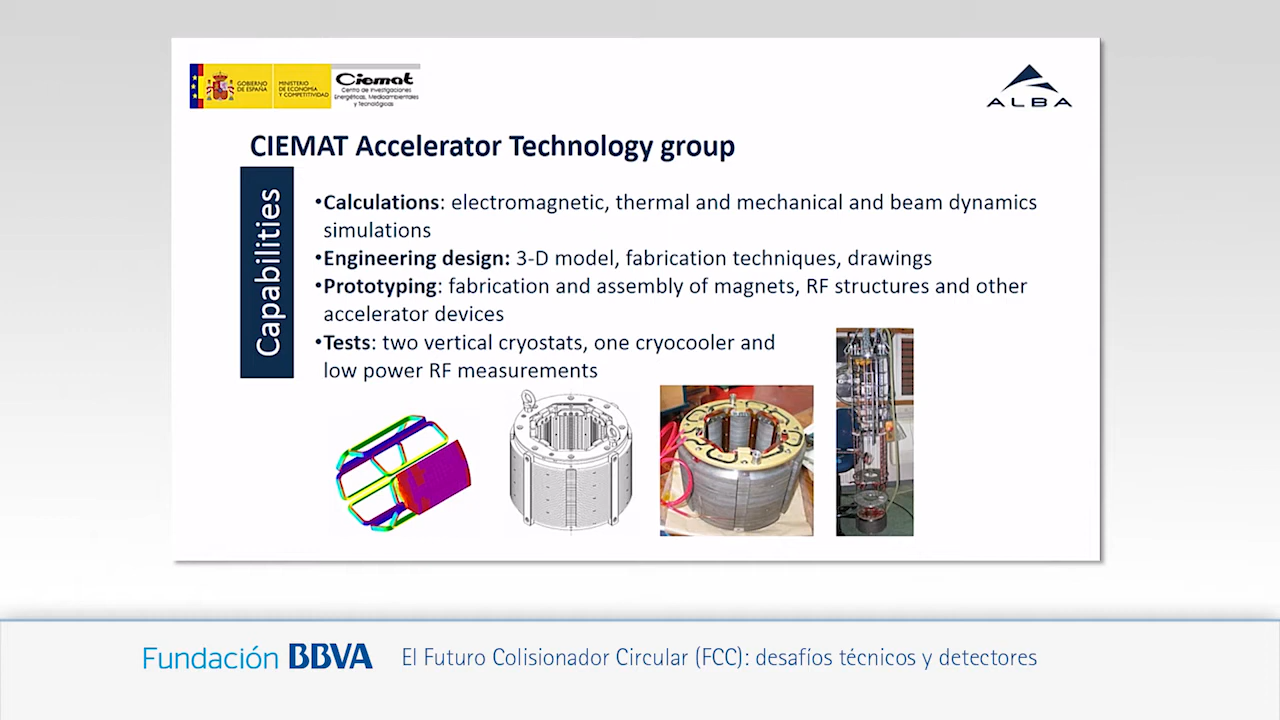 GOBIERNO
DE ESPAÑA
MINISTERIO
DE ECONOMÍA
Y COMPETITIVIDAD
Ciemat
Centro de Investigaciones
Energéticas, Medioambientales
y Tecnológicas
ALBA
CIEMAT Accelerator Technology group
Capabilities
•Calculations: electromagnetic, thermal and mechanical and beam dynamics
simulations
•Engineering design: 3-D model, fabrication techniques, drawings
•Prototyping: fabrication and assembly of magnets, RF structures and other
accelerator devices
•Tests: two vertical cryostats, one cryocooler and
low power RF measurements
Fundación BBVA
El Futuro Colisionador Circular (FCC): desafíos técnicos y detectores